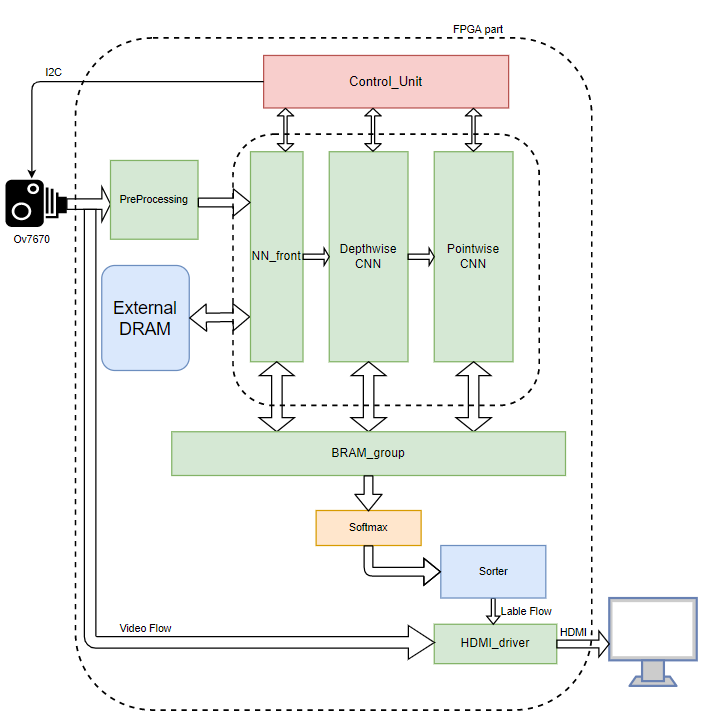 FPGA part
I2C
Control_Unit
PreProcessing
Ov7670
NN_front
Depthwise
CNN
Pointwise
CNN
External
DRAM
BRAM_group
Softmax
Sorter
Lable Flow
Video Flow
HDMI_driver
HDMI